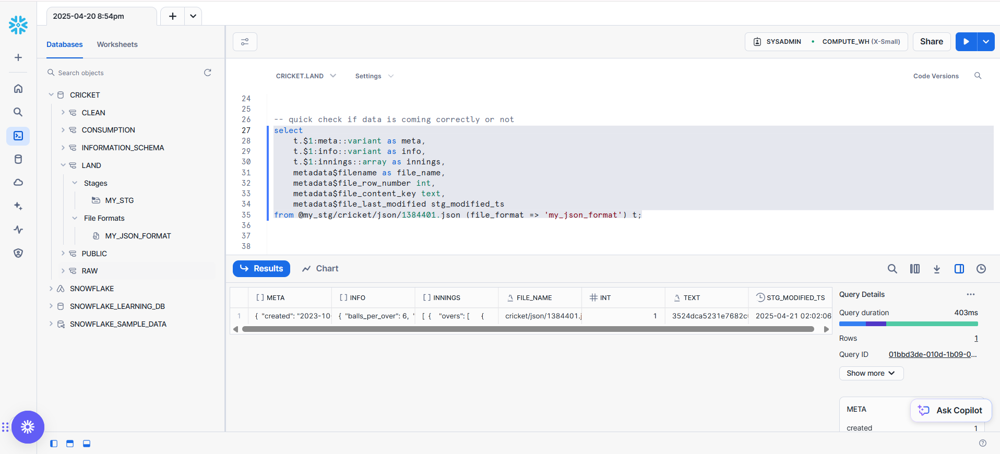 2025-04-20 8:54pm
Databases Worksheets
SYSADMIN • COMPUTE_WH (X-Small) Share
Search objects
CRICKET
CLEAN
CONSUMPTION
INFORMATION_SCHEMA
LAND
Stages
MY_STG
File Formats
MY_JSON_FORMAT
PUBLIC
RAW
SNOWFLAKE
SNOWFLAKE_LEARNING_DB
SNOWFLAKE_SAMPLE_DATA
CRICKET.LAND Settings Code Versions
24
25
26 -- quick check if data is coming correctly or not
27 select
28 t.$1:meta::variant as meta,
29 t.$1:info::variant as info,
30 t.$1:innings::array as innings,
31 metadata$filename as file_name,
32 metadata$file_row_number int,
33 metadata$file_content_key text,
34 metadata$file_last_modified stg_modified_ts
35 from @my_stg/cricket/json/1384401.json (file_format => 'my_json_format') t;
36
37
38
Results Chart
[ ] META [ ] INFO [ ] INNINGS A FILE_NAME # INT A TEXT STG_MODIFIED_TS
1 { "created": "2023-10- { "balls_per_over": 6, " [ { "overs": [ { cricket/json/1384401.j 1 3524dca5231e7682c 2025-04-21 02:02:06
Query Details ...
Query duration 403ms
Rows 1
Query ID 01bbd3de-010d-1b09-0...
Show more
META
created 1
Ask Copilot